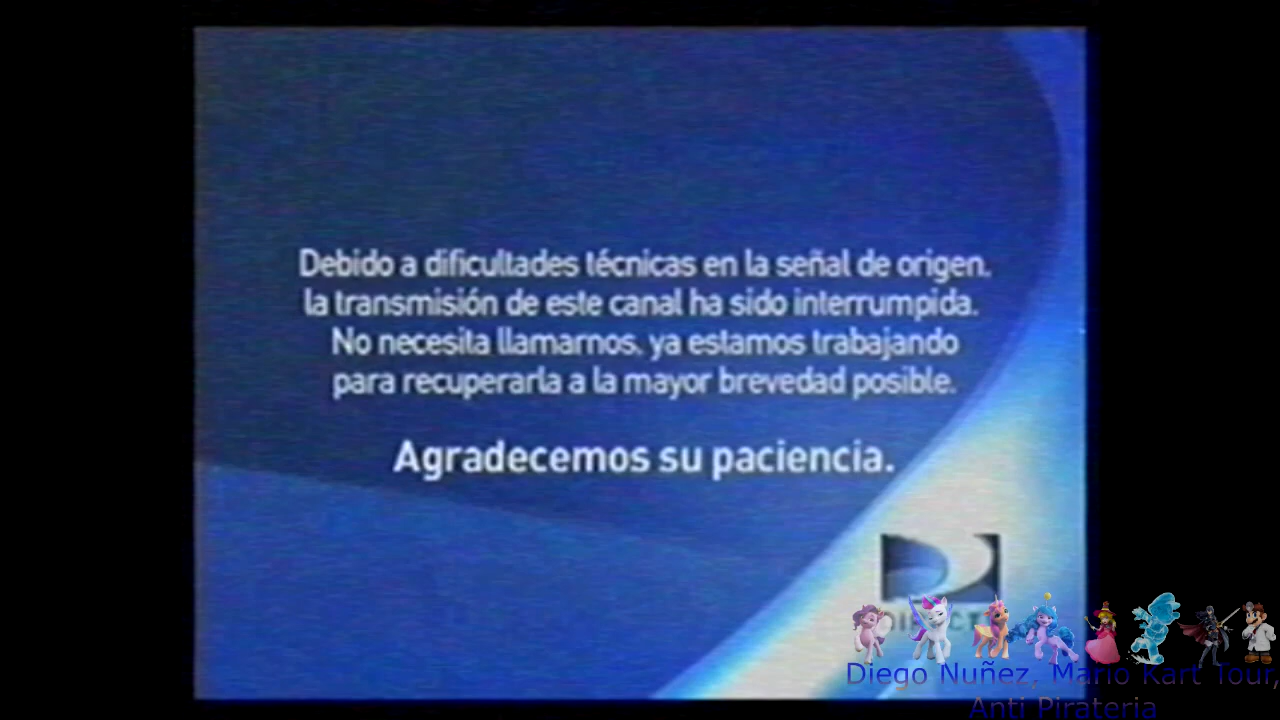 Debido a dificultades técnicas en la señal de origen,
la transmisión de este canal ha sido interrumpida.
No necesita llamarnos, ya estamos trabajando
para recuperarla a la mayor brevedad posible.
Agradecemos su paciencia.
Diego Nuñez, Mario Kart Tour,
Anti Pirateria